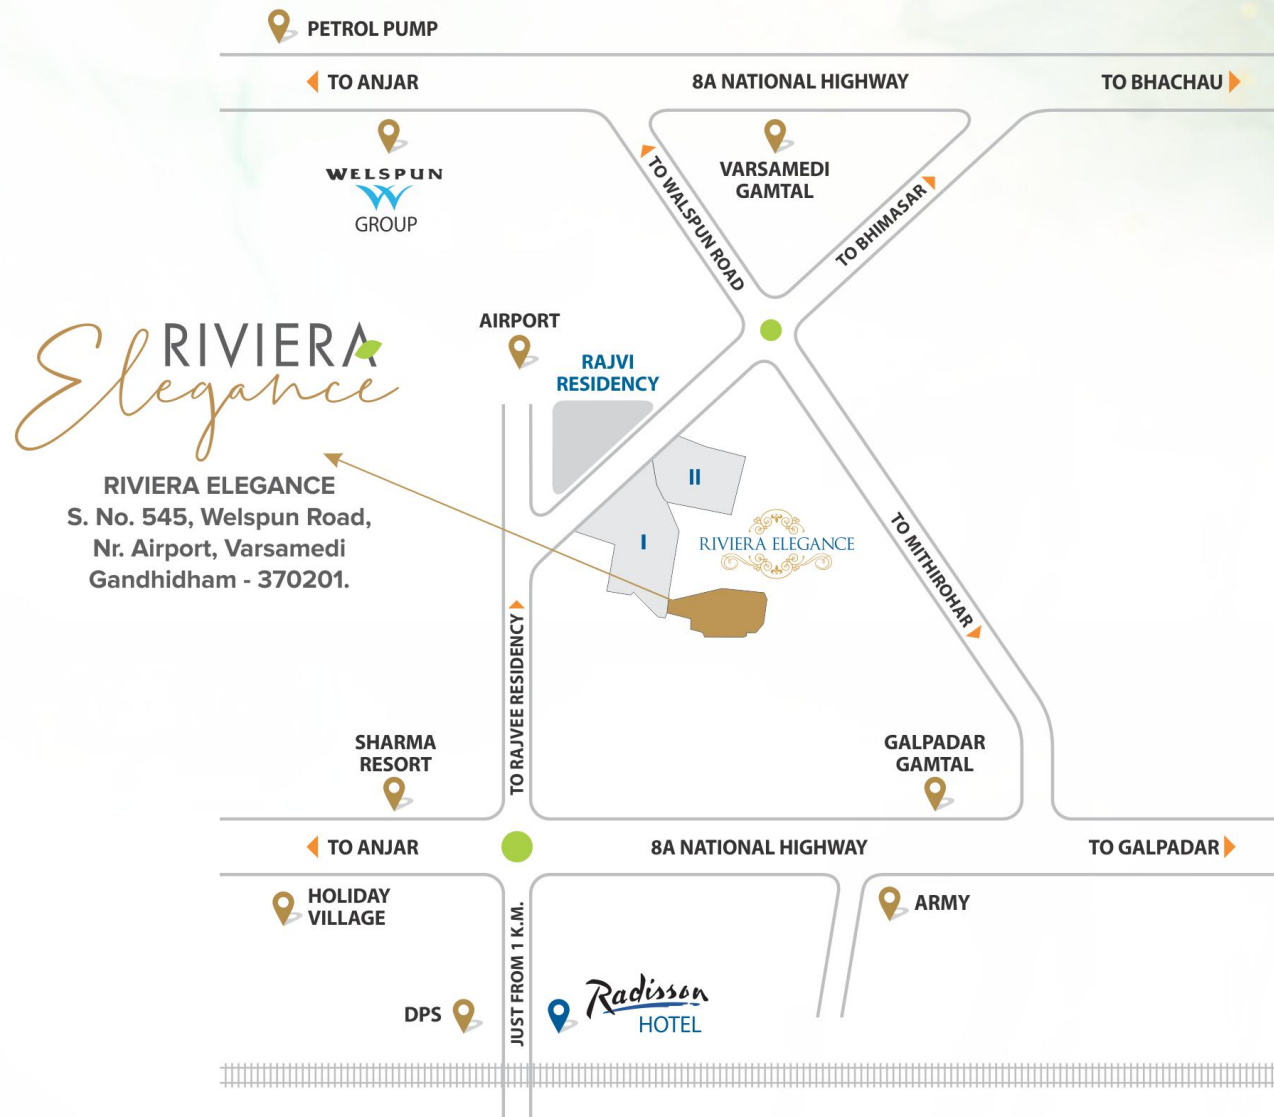 PETROL PUMP
TO ANJAR
8A NATIONAL HIGHWAY
TO BHACHAU
WELSPUN
GROUP
VARSAMEDI
GAMTAL
TO WALSPUN ROAD
TO BHIMASAR
AIRPORT
RAJVI
RESIDENCY
RIVIERA
Elegance
RIVIERA ELEGANCE
S. No. 545, Welspun Road,
Nr. Airport, Varsamedi
Gandhidham - 370201.
II
I
RIVIERA ELEGANCE
TO MITHIROHAR
TO RAJVEE RESIDENCY
SHARMA
RESORT
GALPADAR
GAMTAL
TO ANJAR
8A NATIONAL HIGHWAY
TO GALPADAR
HOLIDAY
VILLAGE
ARMY
JUST FROM 1 K.M.
DPS
Radisson
HOTEL